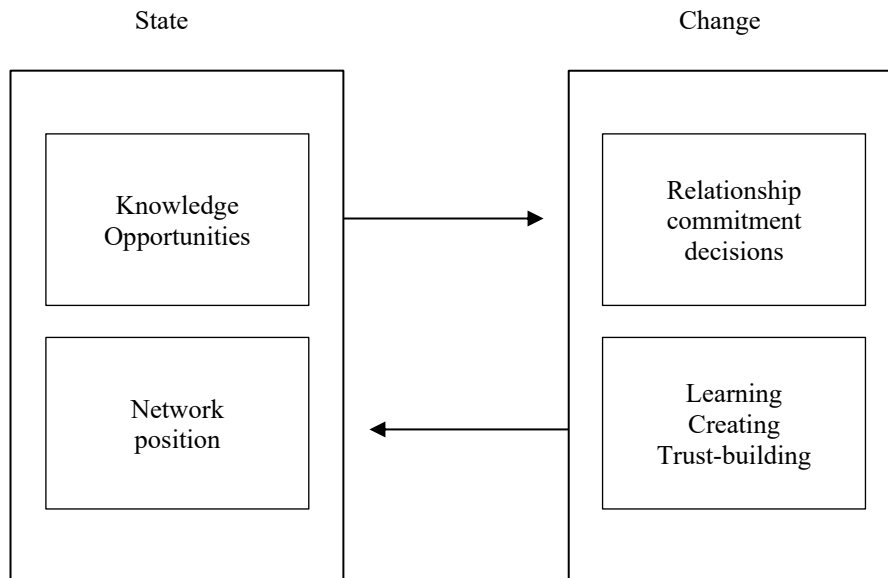 State
Change
Knowledge
Opportunities
Relationship
commitment
decisions
Network
position
Learning
Creating
Trust-building